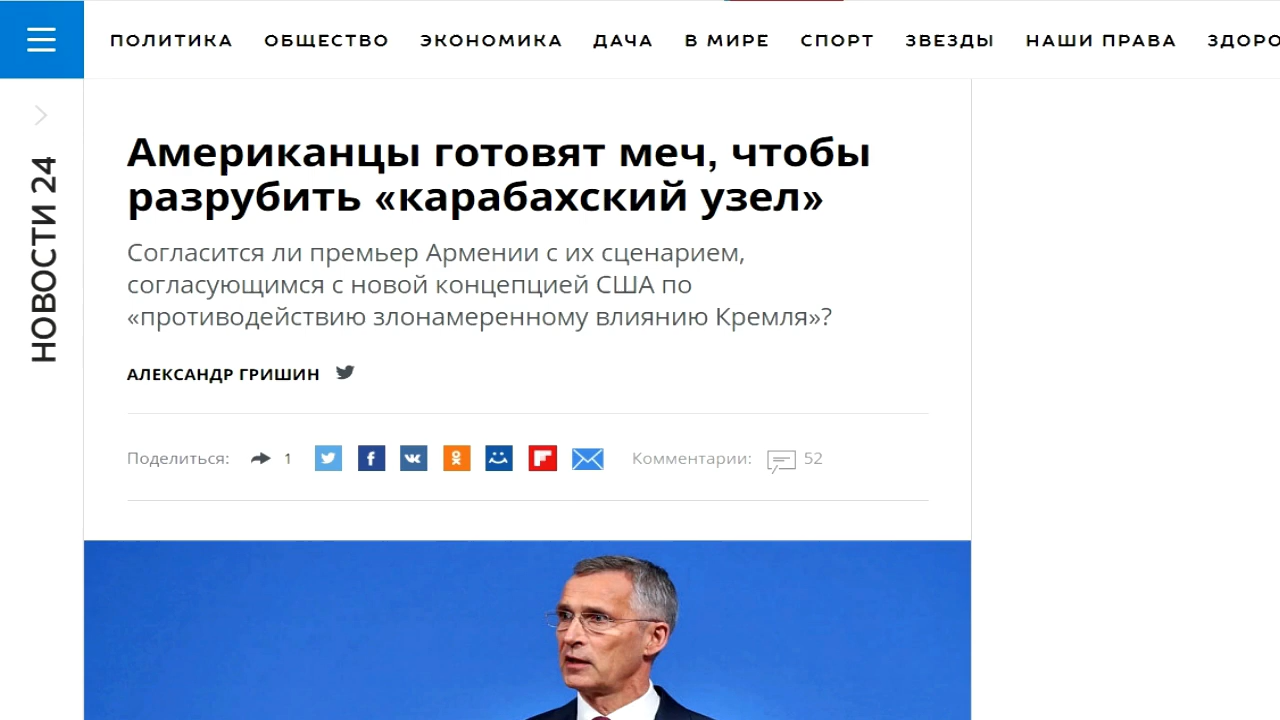 ПОЛИТИКА ОБЩЕСТВО ЭКОНОМИКА ДАЧА В МИРЕ СПОРТ ЗВЕЗДЫ НАШИ ПРАВА ЗДОРО
НОВОСТИ 24
Американцы готовят меч, чтобы
разрубить «карабахский узел»
Согласится ли премьер Армении с их сценарием,
согласующимся с новой концепцией США по
«противодействию злонамеренному влиянию Кремля»?
АЛЕКСАНДР ГРИШИН
Поделиться: 1 Комментарии: 52